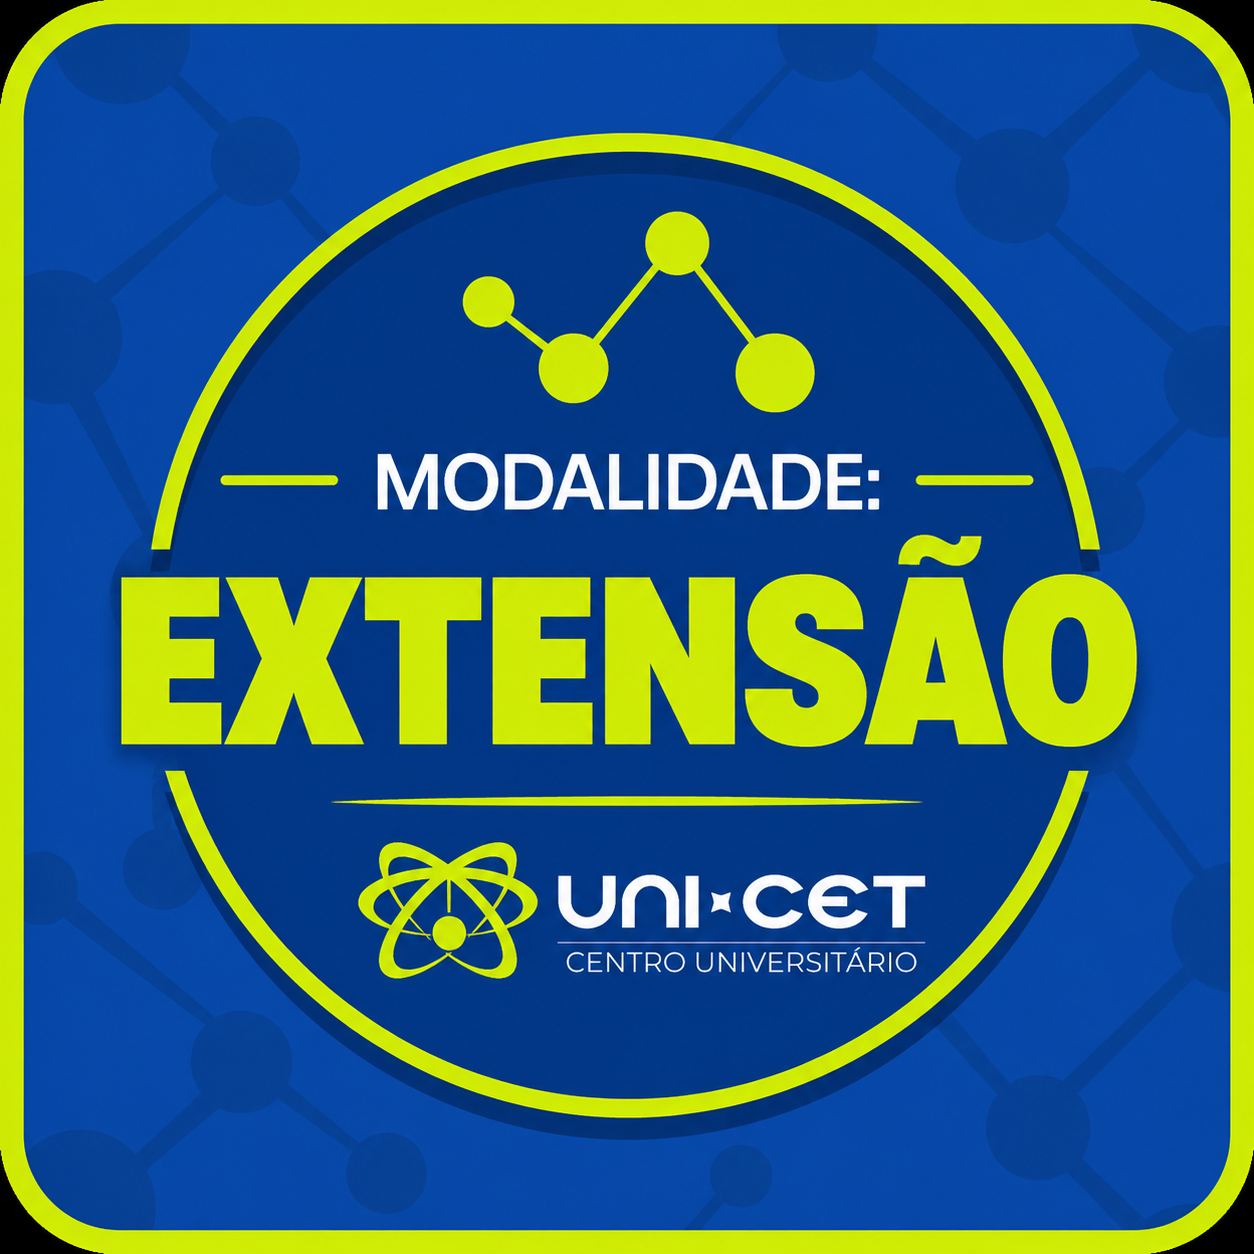 MODALIDADE:
EXTENSÃO
UNI CET
CENTRO UNIVERSITÁRIO